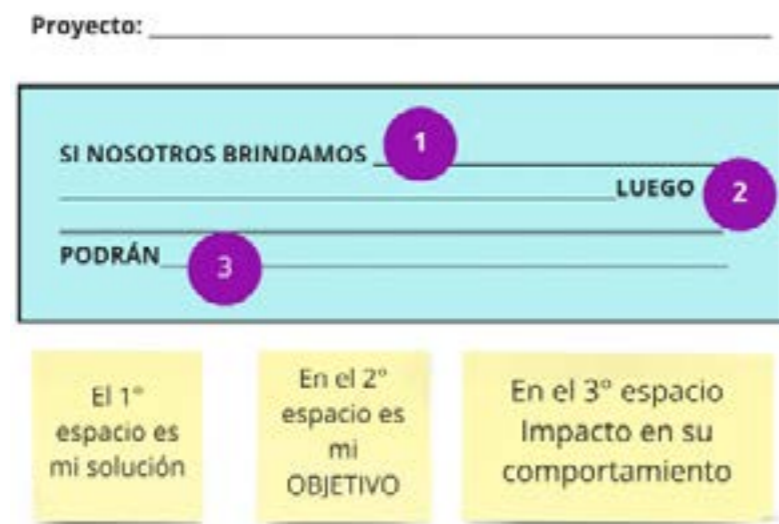 Proyecto:
SI NOSOTROS BRINDAMOS 1
LUEGO 2
PODRÁN 3
El 1°
espacio es
mi solución
En el 2°
espacio es
mi
OBJETIVO
En el 3° espacio
Impacto en su
comportamiento